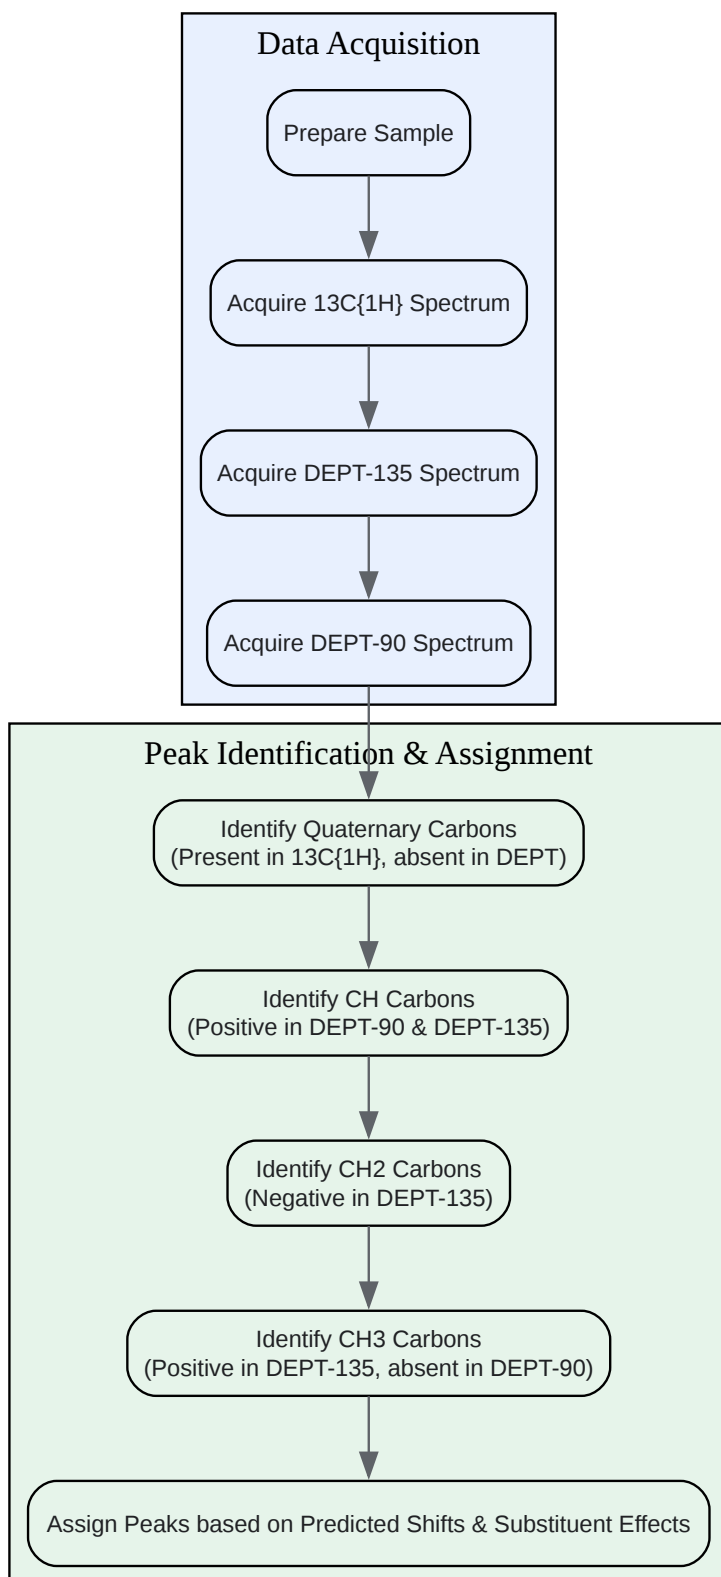 Data Acquisition
Prepare Sample
Acquire 13C{1H} Spectrum
Acquire DEPT-135 Spectrum
Acquire DEPT-90 Spectrum
Peak Identification & Assignment
Identify Quaternary Carbons
(Present in 13C{1H}, absent in DEPT)
Identify CH Carbons
(Positive in DEPT-90 & DEPT-135)
Identify CH2 Carbons
(Negative in DEPT-135)
Identify CH3 Carbons
(Positive in DEPT-135, absent in DEPT-90)
Assign Peaks based on Predicted Shifts & Substituent Effects